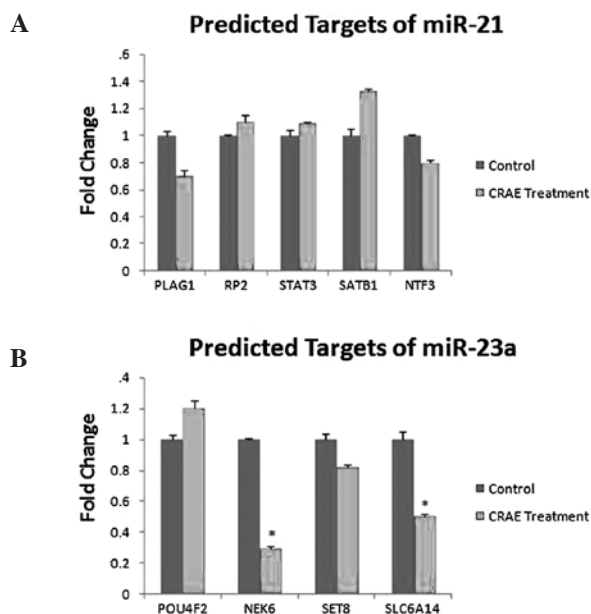 A
Predicted Targets of miR-21
Fold Change
.6
1.4
1.2
1
0.8
0.6
0.4
0.2
0
PLAG1 RP2 STAT3 SATB1 NTF3
Control
CRAE Treatment
B
Predicted Targets of miR-23a
Fold Change
.4
1.2
1
0.8
0.6
0.4
0.2
0
*
*
POU4F2 NEK6 SET8 SLC6A14
Control
CRAE Treatment